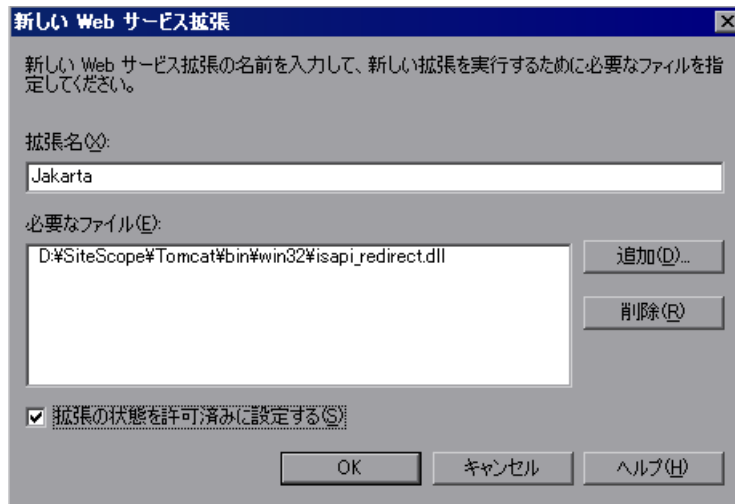 新しい Web サービス拡張
新しい Web サービス拡張の名前を入力して、新しい拡張を実行するために必要なファイルを指
定してください。
拡張名(X):
Jakarta
必要なファイル(E):
D:¥SiteScope¥Tomcat¥bin¥win32¥isapi_redirect.dll
追加(D)...
削除(R)
拡張の状態を許可済みに設定する(S)
OK
キャンセル
ヘルプ(H)